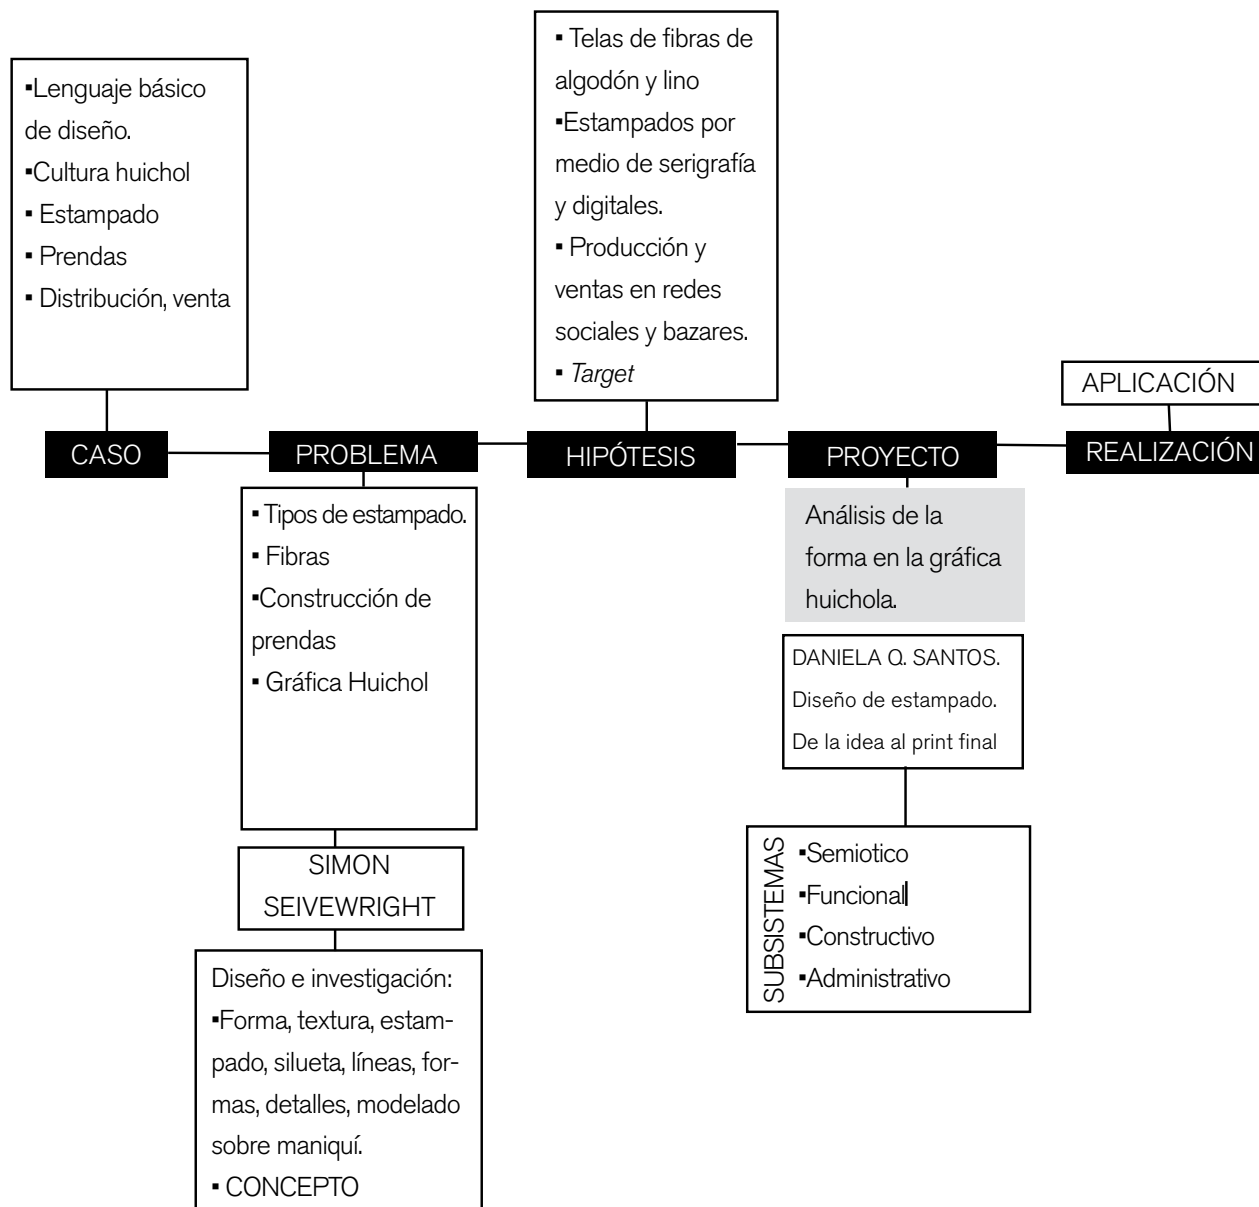 ▪Lenguaje básico
de diseño.
▪Cultura huichol
▪ Estampado
▪ Prendas
▪ Distribución, venta
▪ Telas de fibras de
algodón y lino
▪Estampados por
medio de serigrafía
y digitales.
▪ Producción y
ventas en redes
sociales y bazares.
▪ Target
APLICACIÓN
CASO
PROBLEMA
HIPÓTESIS
PROYECTO
REALIZACIÓN
▪ Tipos de estampado.
▪ Fibras
▪Construcción de
prendas
▪ Gráfica Huichol
SIMON
SEIVEWRIGHT
Diseño e investigación:
▪Forma, textura, estam-
pado, silueta, líneas, for-
mas, detalles, modelado
sobre maniquí.
▪ CONCEPTO
Análisis de la
forma en la gráfica
huichola.
DANIELA Q. SANTOS.
Diseño de estampado.
De la idea al print final
SUBSISTEMAS
▪Semiotico
▪Funcional
▪Constructivo
▪Administrativo